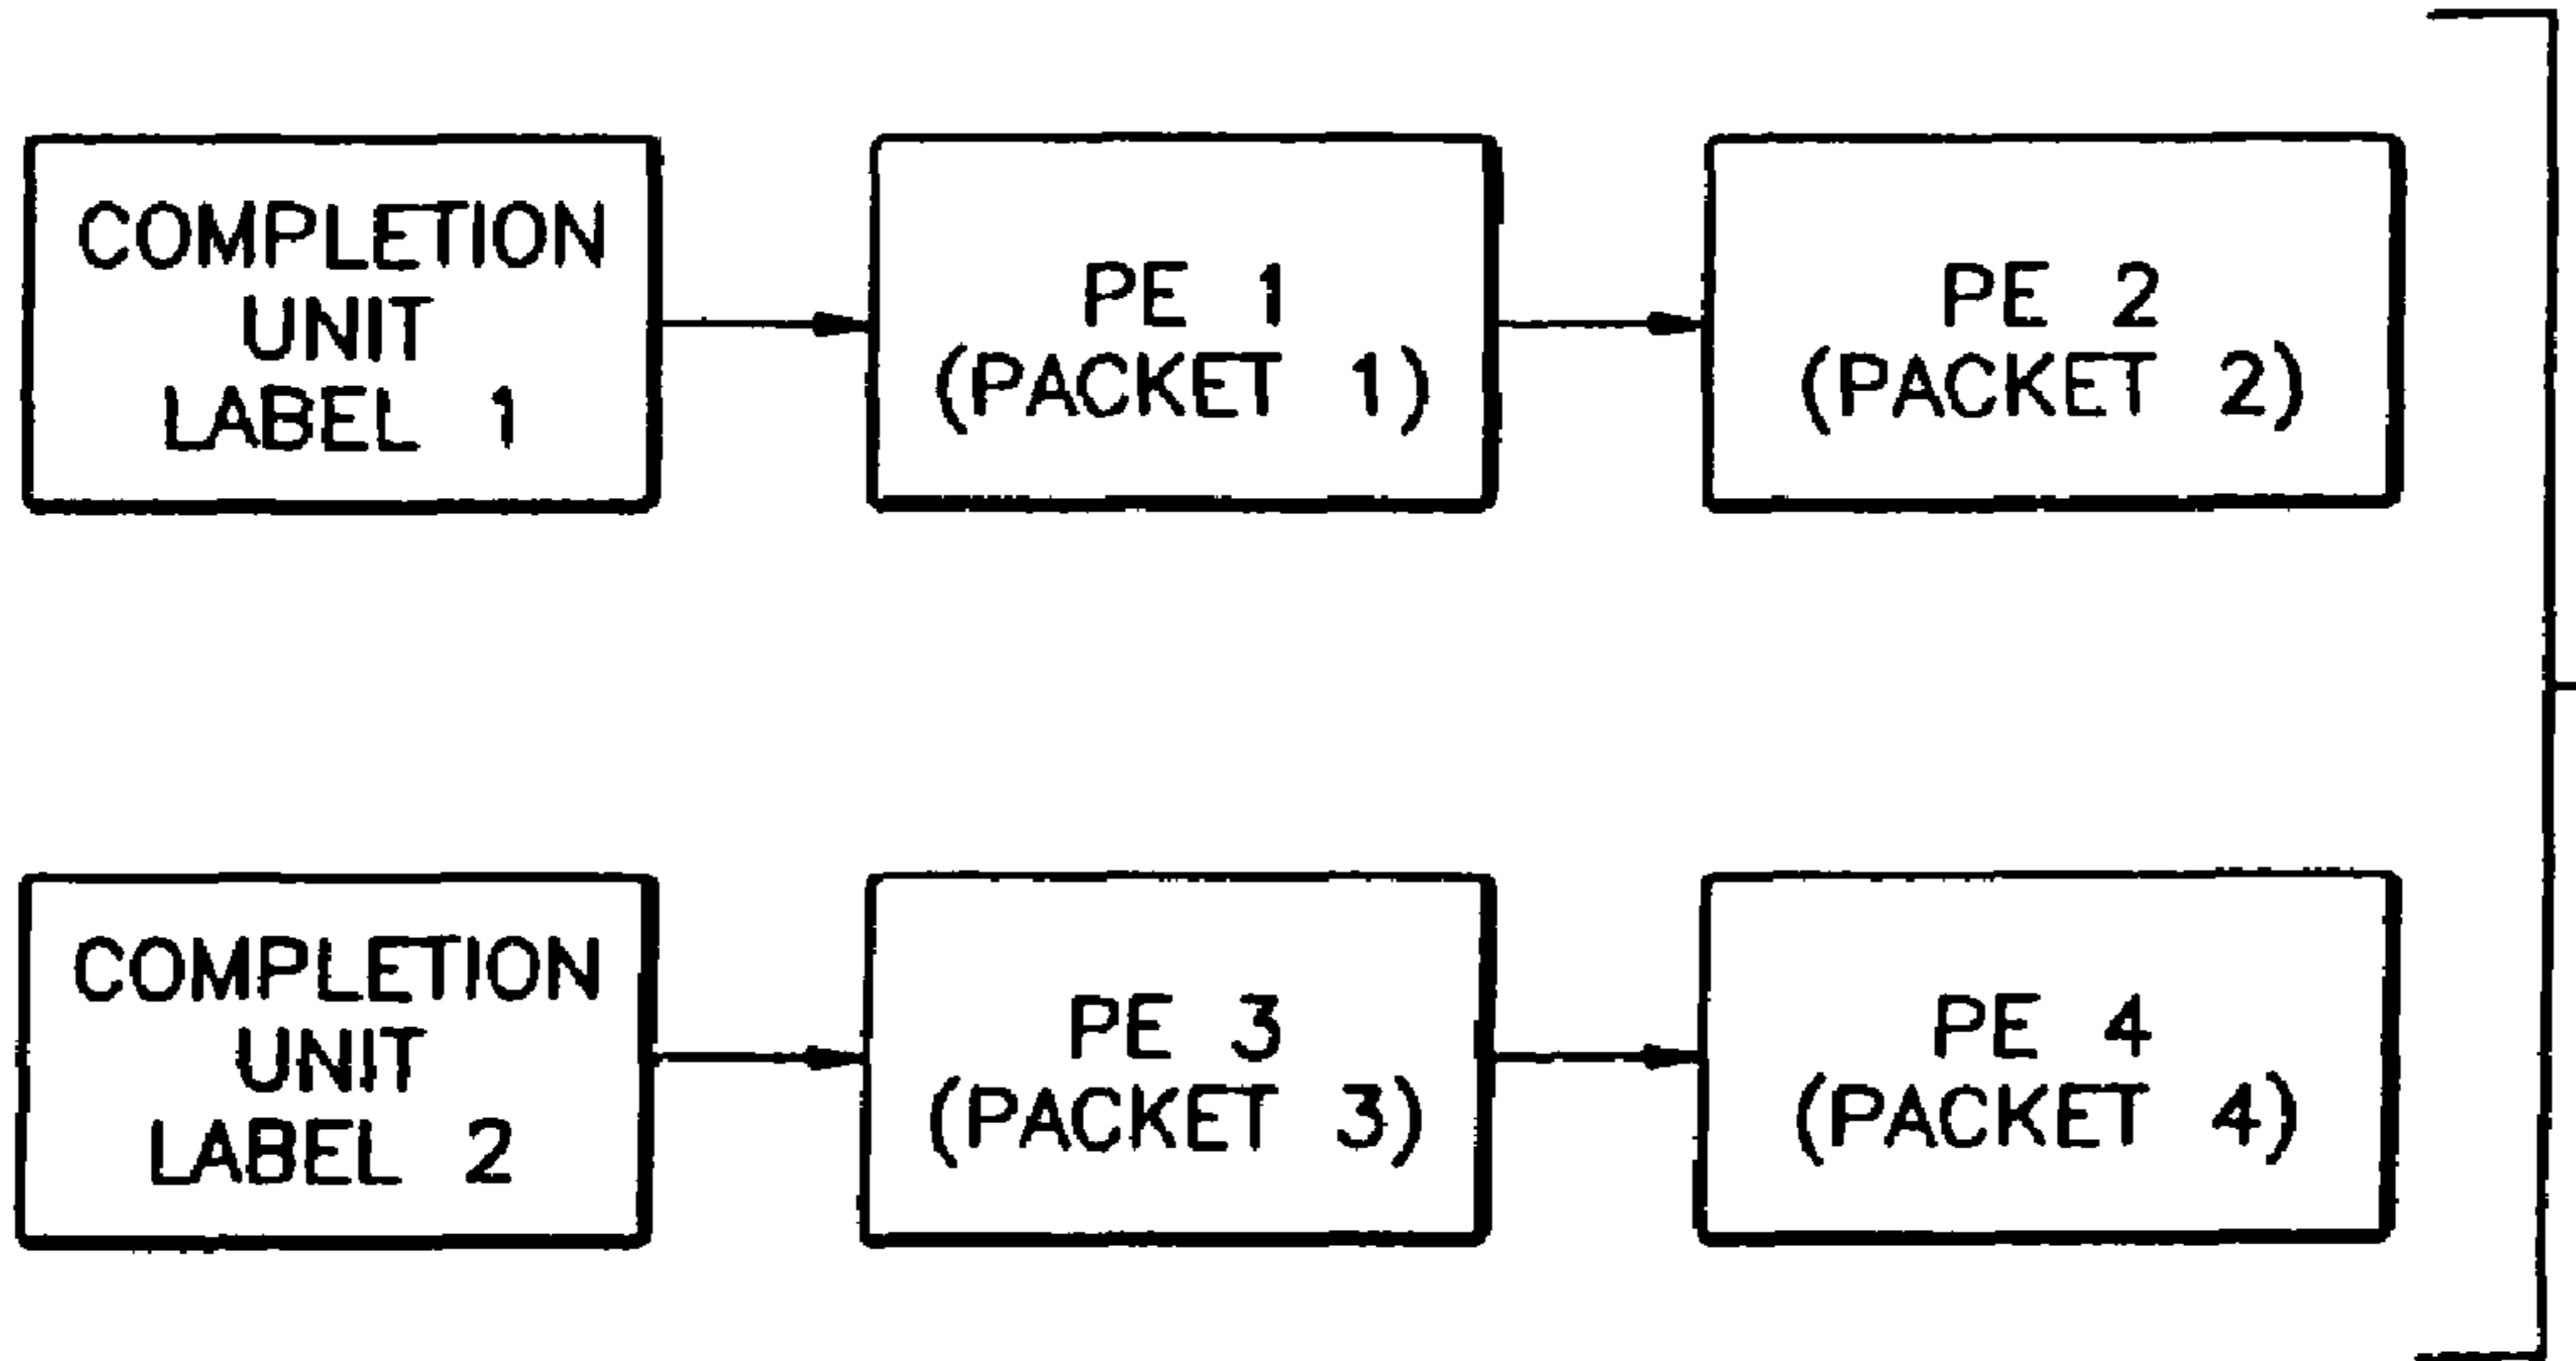 COMPLETION
UNIT
LABEL 1
PE 1
(PACKET 1)
PE 2
(PACKET 2)
COMPLETION
UNIT
LABEL 2
PE 3
(PACKET 3)
PE 4
(PACKET 4)